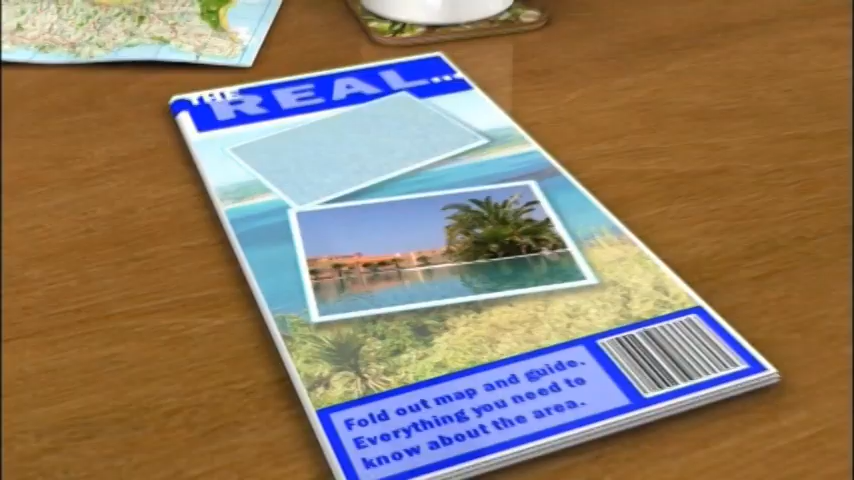 THE
REAL...
Fold out map and guide.
Everything you need to
know about the area.